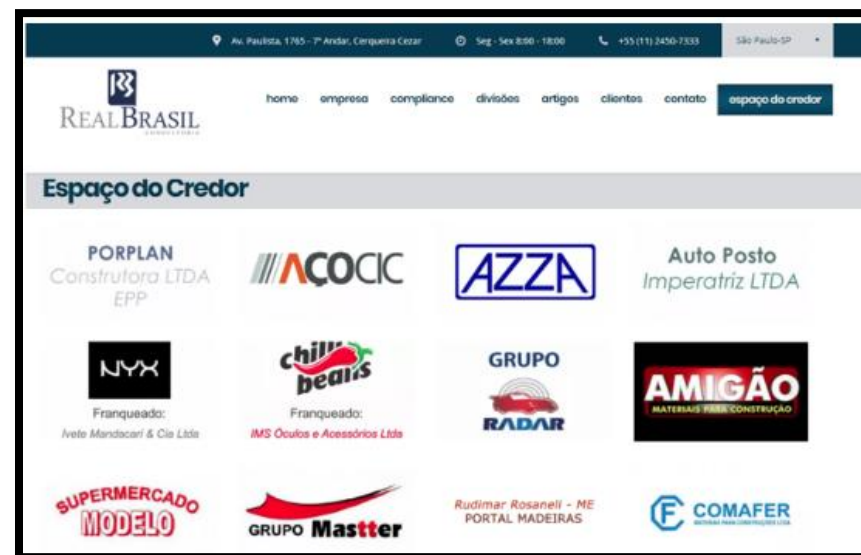 Av. Paulista, 1765 - 7º Andar, Cerqueira Cezar
Seg - Sex 8:00 - 18:00
+55 (11) 2450-7333
São Paulo-SP
REALBRASIL
CONSULTORIA
home empresa compliance divisões artigos clientes contato espaço do credor
Espaço do Credor
PORPLAN
Construtora LTDA
EPP
AÇOCIC
AZZA
Auto Posto
Imperatriz LTDA
NYX
Franqueado:
Ivete Mandacari & Cia Ltda
chilli
beans
Franqueado:
IMS Óculos e Acessórios Ltda
GRUPO
RADAR
AMIGÃO
MATERIAIS PARA CONSTRUÇÃO
SUPERMERCADO
MODELO
GRUPO Mastter
Rudimar Rosaneli - ME
PORTAL MADEIRAS
COMAFER